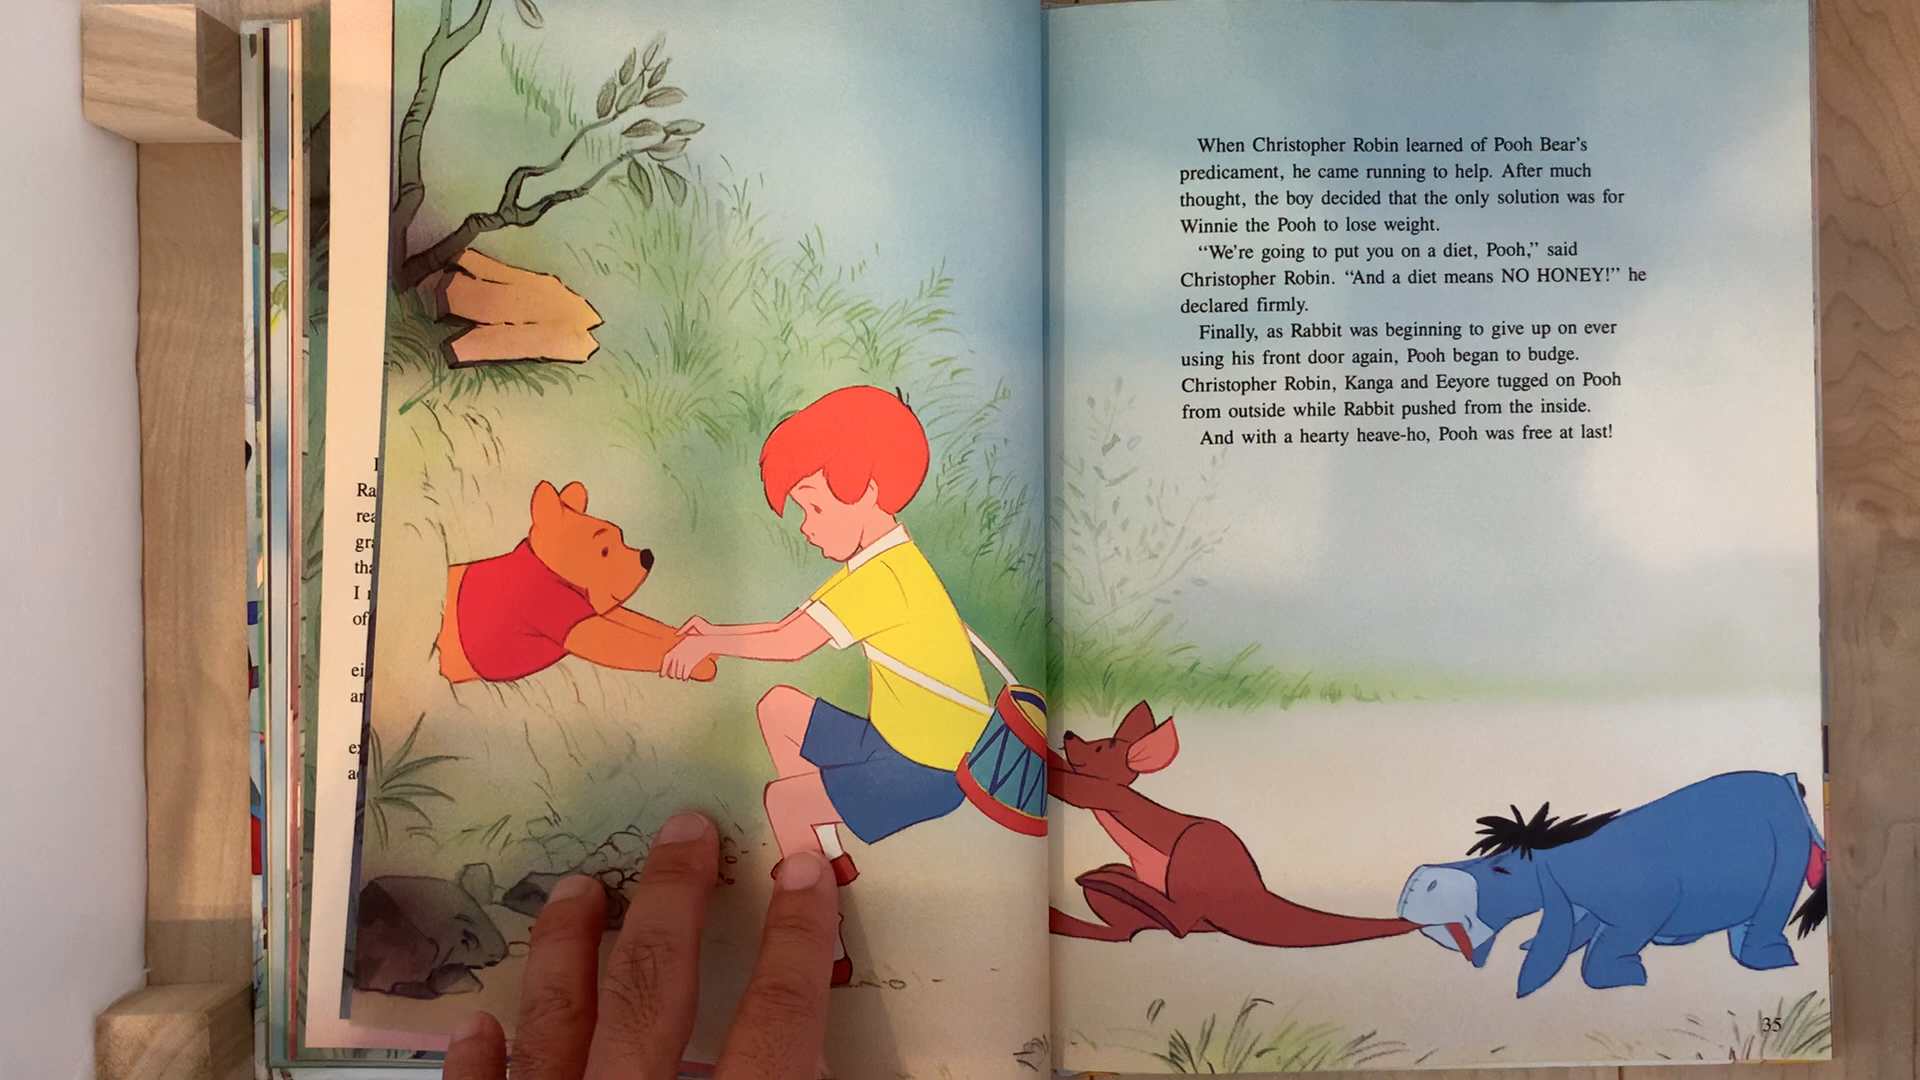 When Christopher Robin learned of Pooh Bear's
predicament, he came running to help. After much
thought, the boy decided that the only solution was for
Winnie the Pooh to lose weight.
“We're going to put you on a diet, Pooh,” said
Christopher Robin. “And a diet means NO HONEY!” he
declared firmly.
Finally, as Rabbit was beginning to give up on ever
using his front door again, Pooh began to budge.
Christopher Robin, Kanga and Eeyore tugged on Pooh
from outside while Rabbit pushed from the inside.
And with a hearty heave-ho, Pooh was free at last!
35